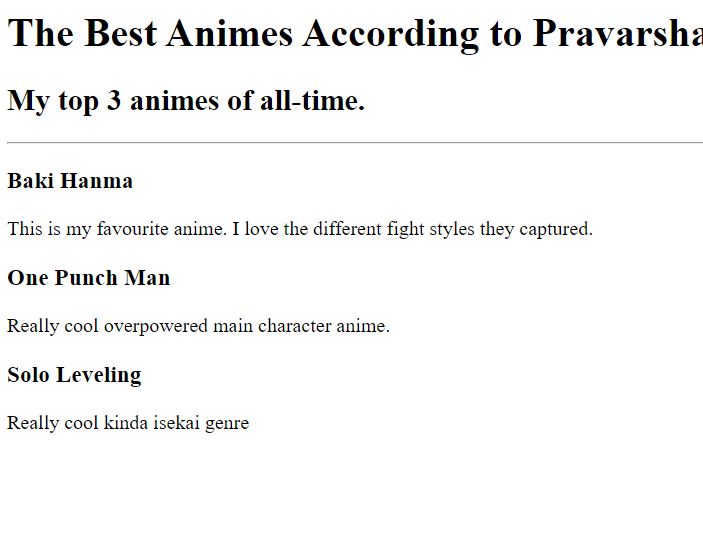 The Best Animes According to Pravarsha
My top 3 animes of all-time.
Baki Hanma
This is my favourite anime. I love the different fight styles they captured.
One Punch Man
Really cool overpowered main character anime.
Solo Leveling
Really cool kinda isekai genre